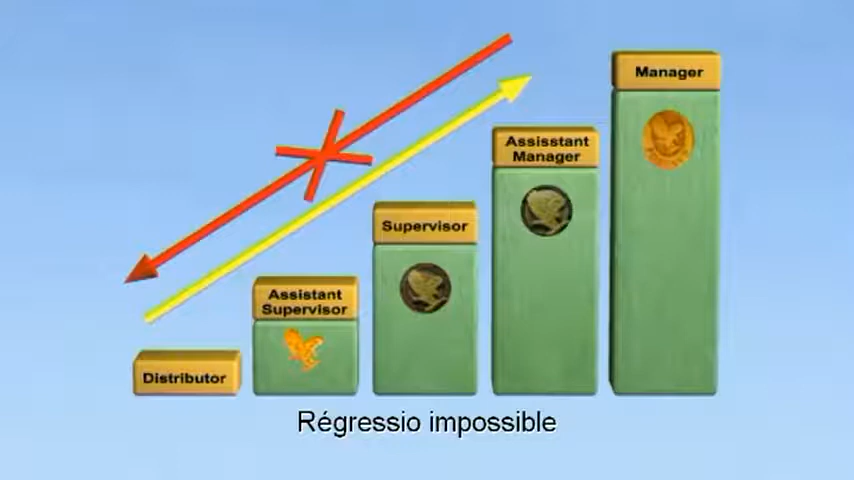 Manager
Assisstant
Manager
Supervisor
Assistant
Supervisor
Distributor
Régressio impossible